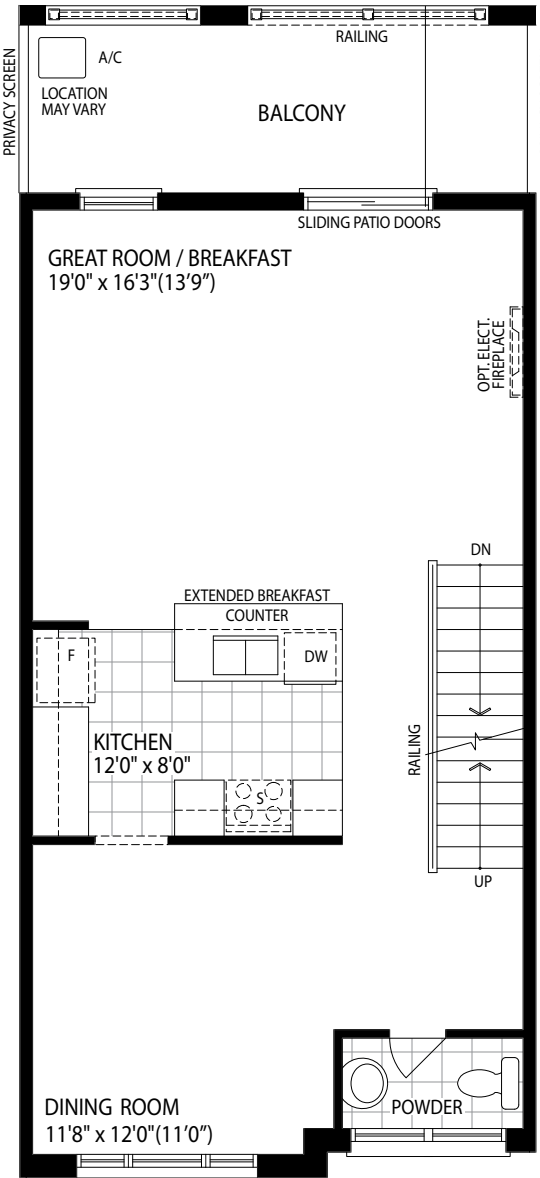 RAILING
A/C
LOCATION
MAY VARY
PRIVACY SCREEN
BALCONY
SLIDING PATIO DOORS
GREAT ROOM / BREAKFAST
19'0" x 16'3"(13'9")
OPT. ELECT.
FIREPLACE
DN
EXTENDED BREAKFAST
COUNTER
F
DW
KITCHEN
12'0" x 8'0"
S
RAILING
UP
POWDER
DINING ROOM
11'8" x 12'0"(11'0")